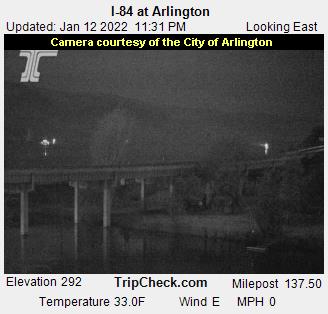 I-84 at Arlington
Updated: Jan 12 2022 11:31 PM Looking East
Camera courtesy of the City of Arlington
Elevation 292 TripCheck.com Milepost 137.50
Temperature 33.0F Wind E MPH 0